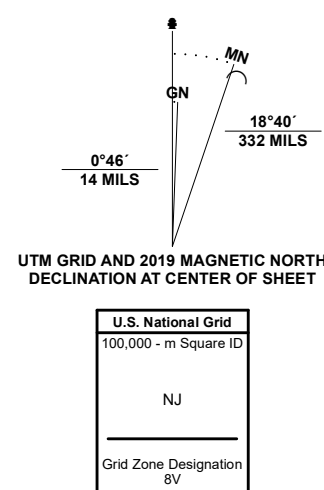 MN
GN
18°40´
332 MILS
0°46´
14 MILS
UTM GRID AND 2019 MAGNETIC NORTH
DECLINATION AT CENTER OF SHEET
U.S. National Grid
100,000 - m Square ID
NJ
Grid Zone Designation
8V